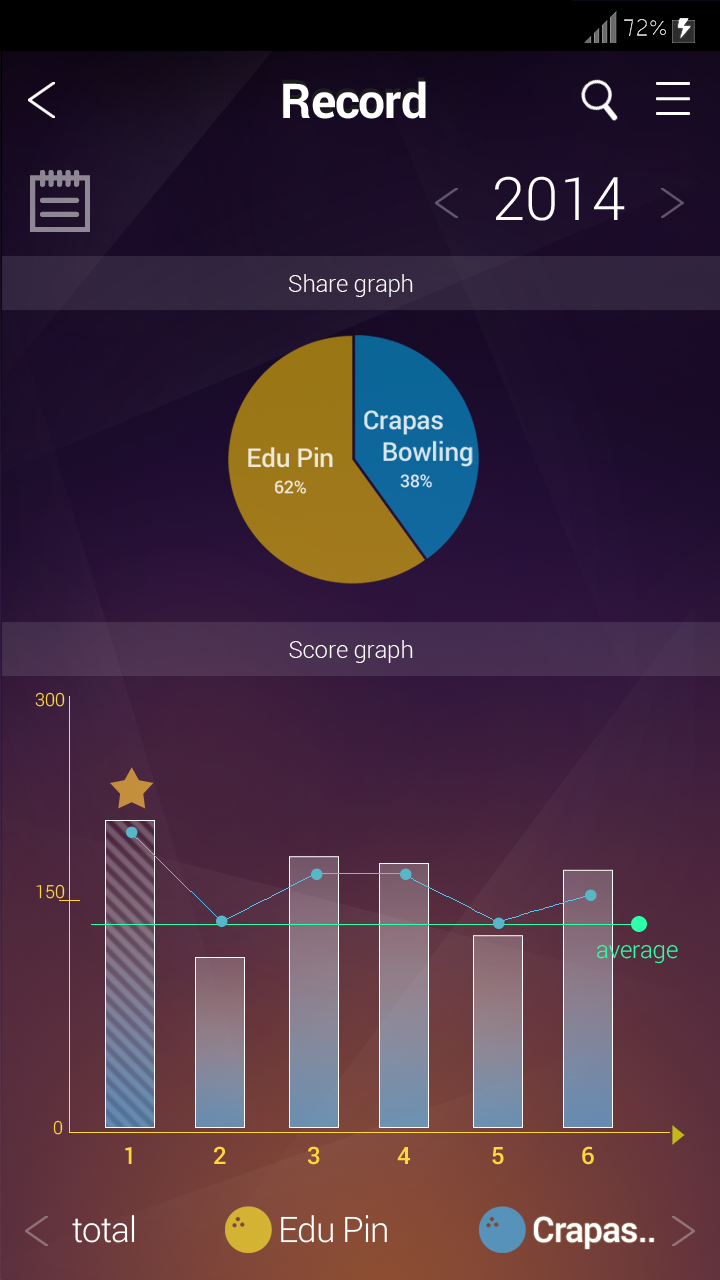 72%
Record
2014
Share graph
Crapas
Bowling
38%
Edu Pin
62%
Score graph
300
150
average
0
1 2 3 4 5 6
total Edu Pin Crapas..